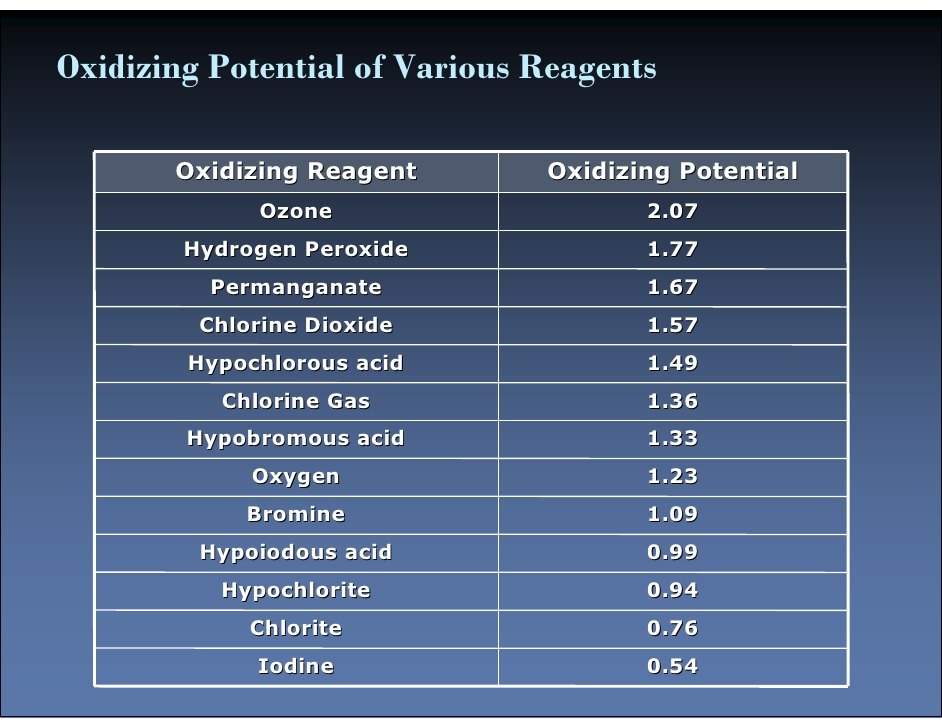 Oxidizing Potential of Various Reagents
Oxidizing Reagent Oxidizing Potential
Ozone 2.07
Hydrogen Peroxide 1.77
Permanganate 1.67
Chlorine Dioxide 1.57
Hypochlorous acid 1.49
Chlorine Gas 1.36
Hypobromous acid 1.33
Oxygen 1.23
Bromine 1.09
Hypoiodous acid 0.99
Hypochlorite 0.94
Chlorite 0.76
Iodine 0.54